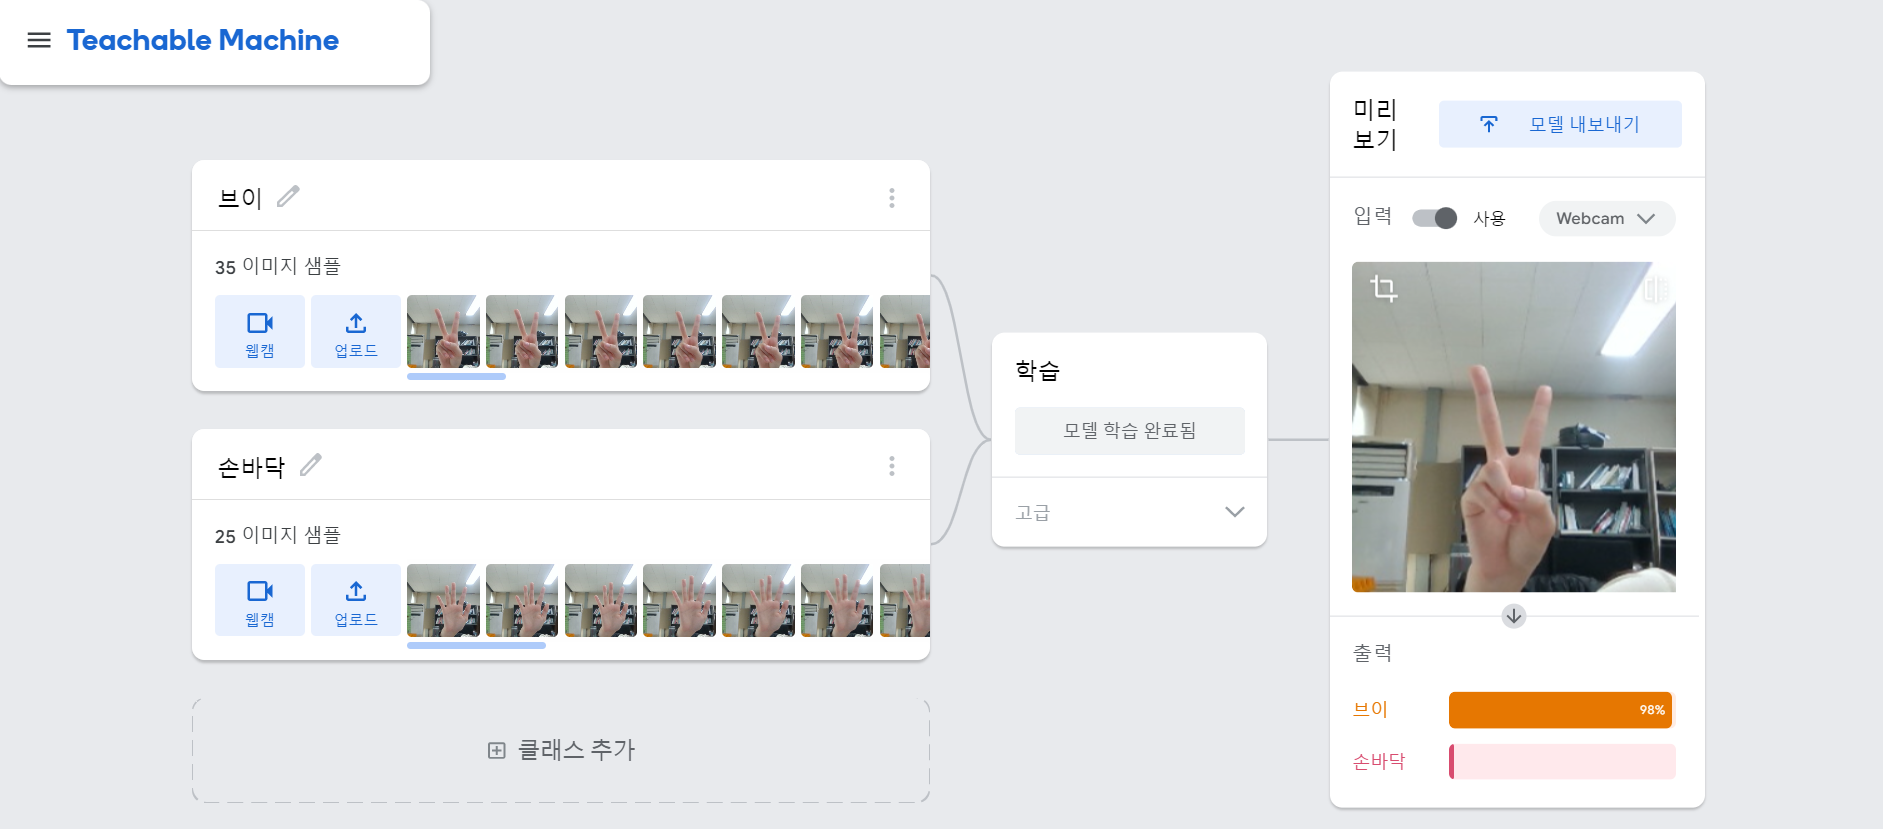 Teachable Machine
브이
35 이미지 샘플
웹캠
업로드
손바닥
25 이미지 샘플
웹캠
업로드
클래스 추가
학습
모델 학습 완료됨
고급
미리
보기
모델 내보내기
입력
사용
Webcam
출력
브이
98%
손바닥